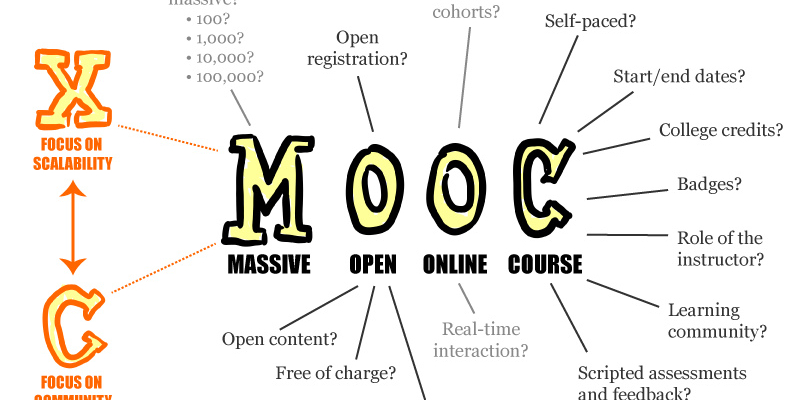 massive?
• 100?
• 1,000?
• 10,000?
• 100,000?
cohorts?
Self-paced?
Open
registration?
Start/end dates?
College credits?
Badges?
Role of the
instructor?
Learning
community?
Scripted assessments
and feedback?
X
FOCUS ON
SCALABILITY
C
FOCUS ON
COMMUNITY
MOOC
MASSIVE OPEN ONLINE COURSE
Open content?
Free of charge?
Real-time
interaction?